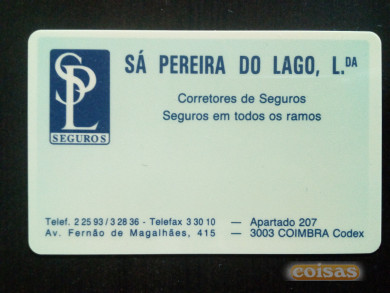 SPL
SEGUROS
SÁ PEREIRA DO LAGO, L.DA
Corretores de Seguros
Seguros em todos os ramos
Telef. 2 25 93 / 3 28 36 - Telefax 3 30 10 — Apartado 207
Av. Fernão de Magalhães, 415 — 3003 COIMBRA Codex
coisas